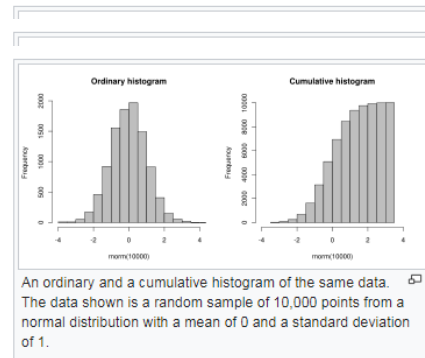 Ordinary histogram
Frequency
0
500
1000
1500
2000
-4 -2 0 2 4
rnorm(10000)
Cumulative histogram
Frequency
0
2000
4000
6000
8000
10000
-4 -2 0 2 4
rnorm(10000)
An ordinary and a cumulative histogram of the same data.
The data shown is a random sample of 10,000 points from a
normal distribution with a mean of 0 and a standard deviation
of 1.